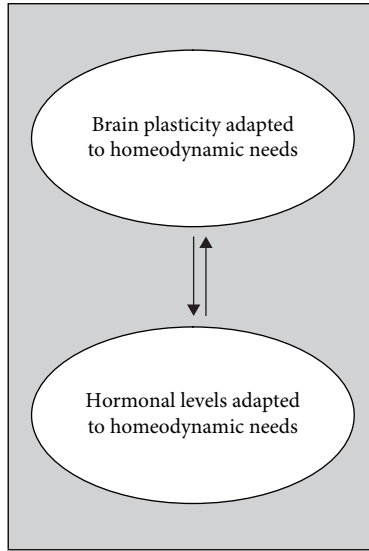 Brain plasticity adapted
to homeodynamic needs
Hormonal levels adapted
to homeodynamic needs